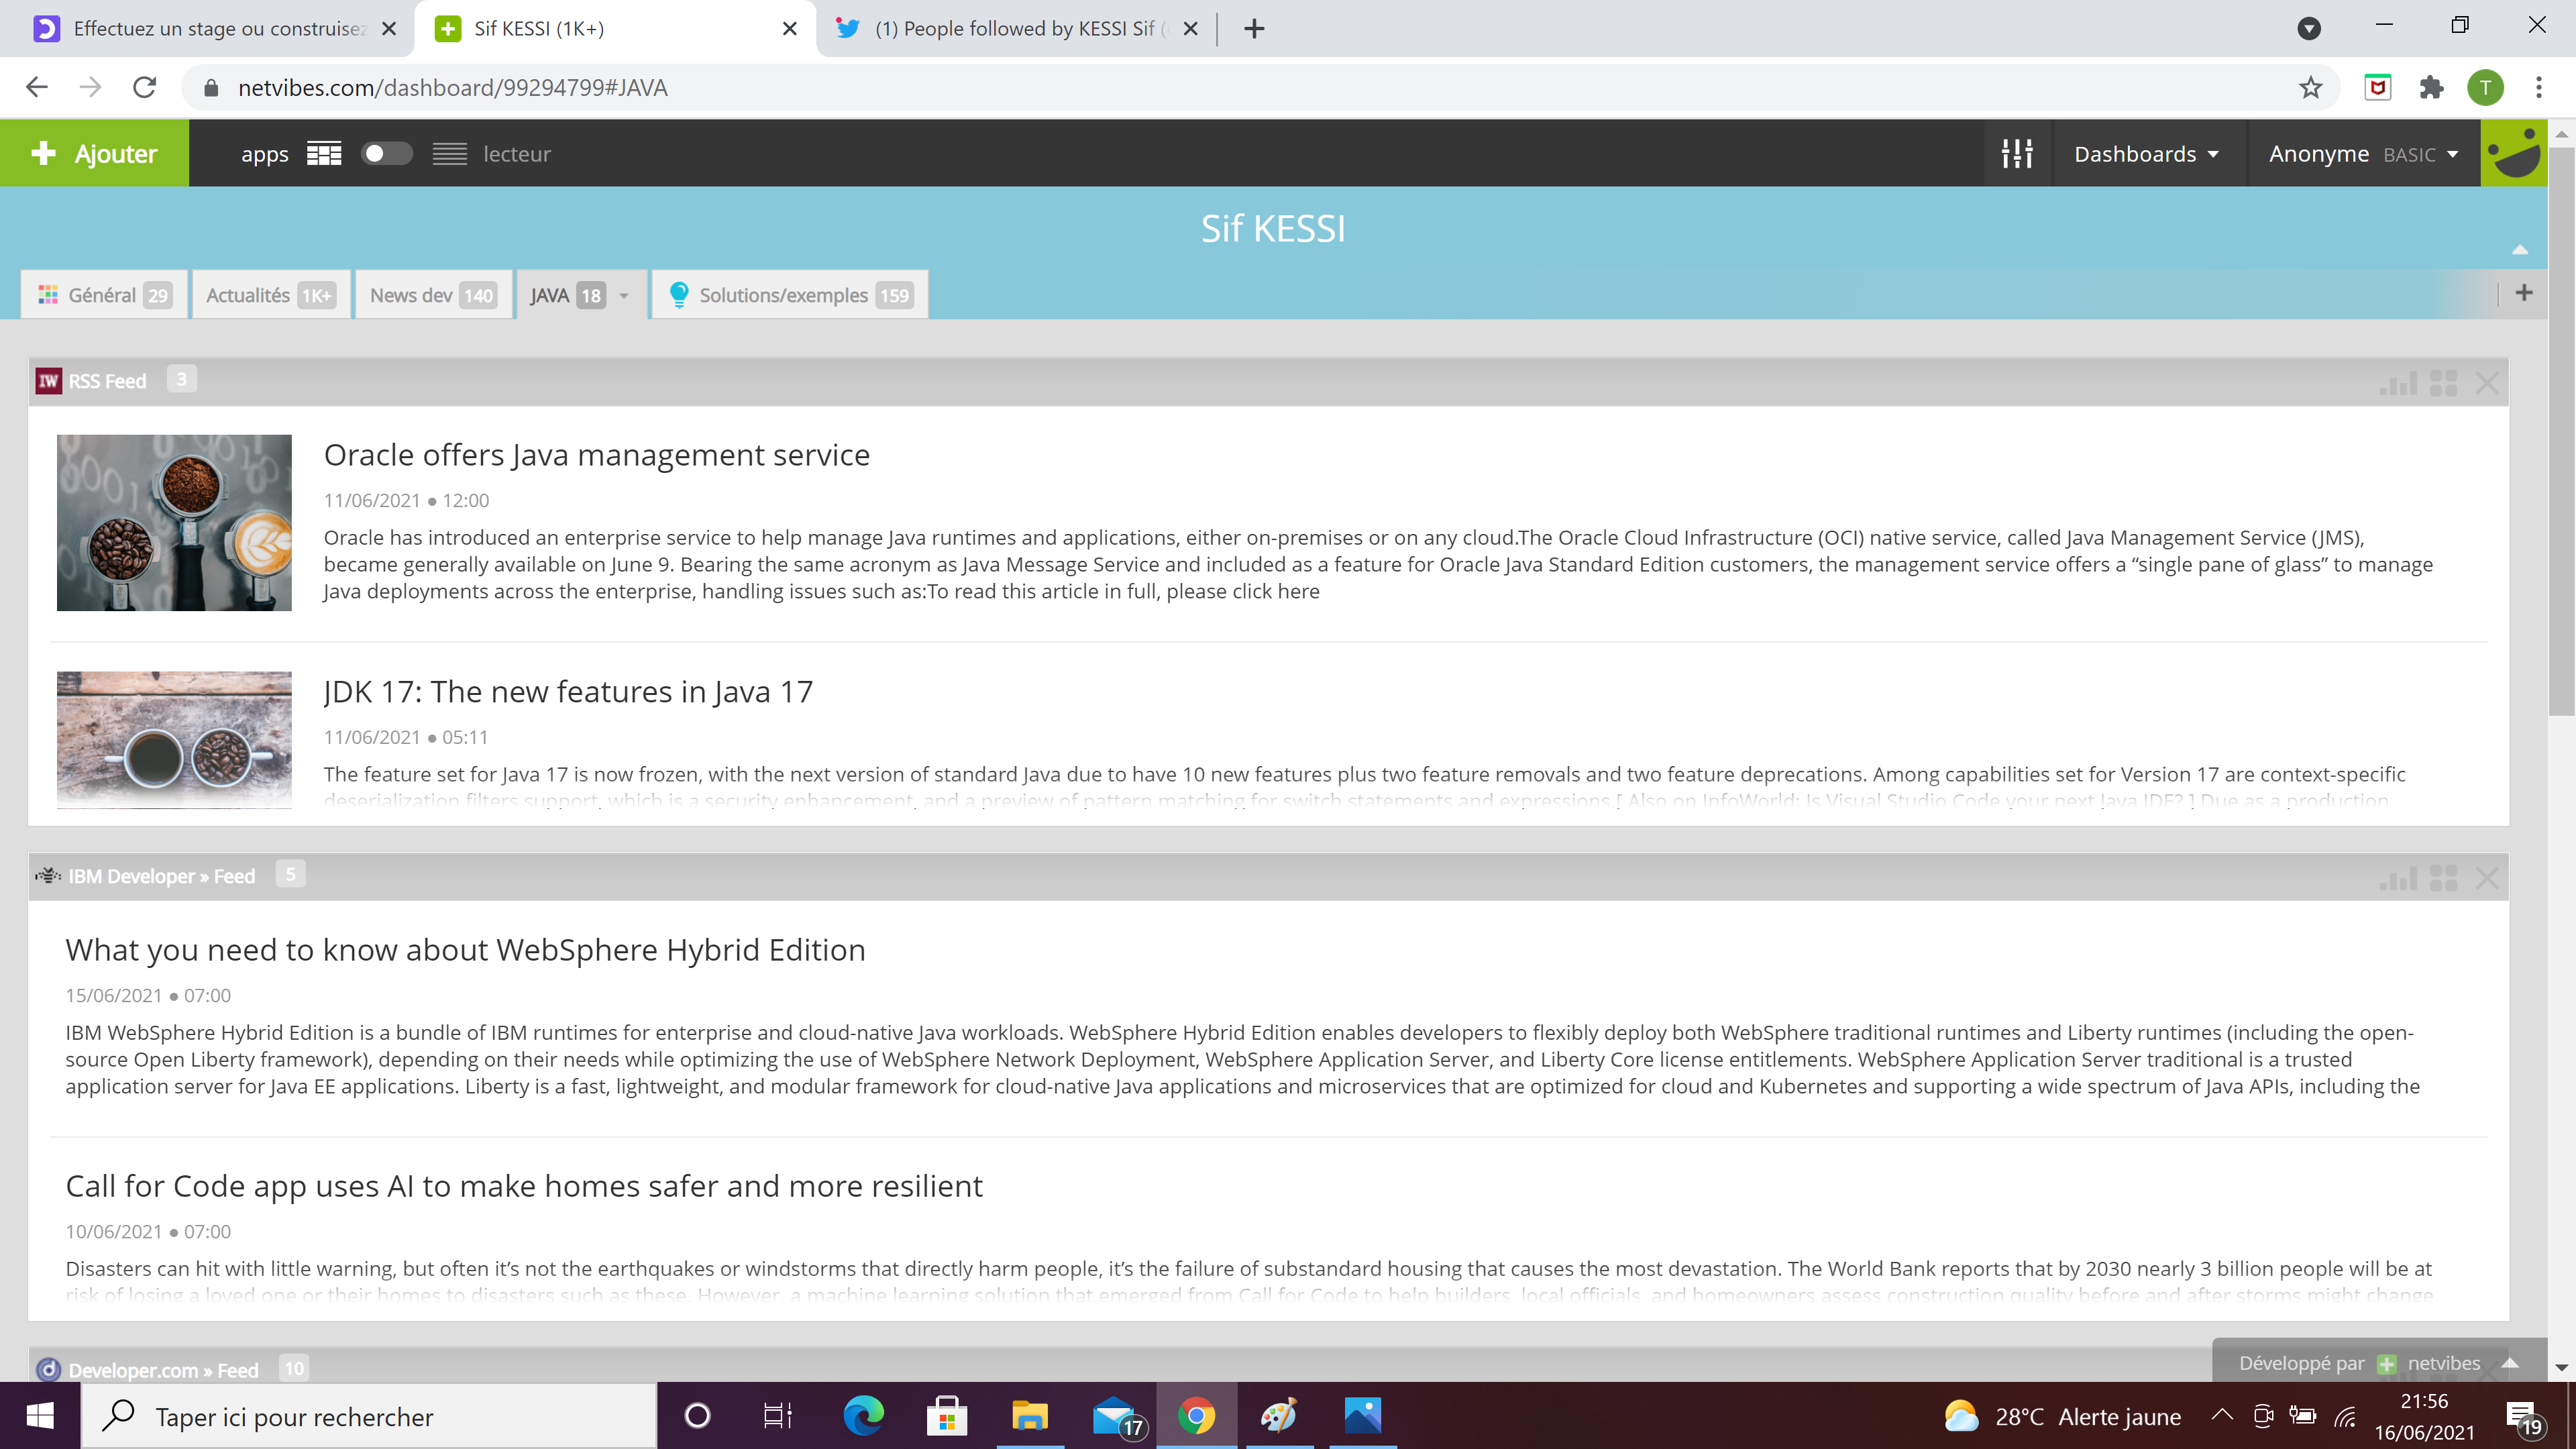 Effectuez un stage ou construisez
Sif KESSI (1K+)
(1) People followed by KESSI Sif (
netvibes.com/dashboard/99294799#JAVA
Ajouter
apps
lecteur
Dashboards
Anonyme BASIC
Sif KESSI
Général 29
Actualités 1K+
News dev 140
JAVA 18
Solutions/exemples 159
IW RSS Feed 3
Oracle offers Java management service
11/06/2021 ● 12:00
Oracle has introduced an enterprise service to help manage Java runtimes and applications, either on-premises or on any cloud.The Oracle Cloud Infrastructure (OCI) native service, called Java Management Service (JMS),
became generally available on June 9. Bearing the same acronym as Java Message Service and included as a feature for Oracle Java Standard Edition customers, the management service offers a “single pane of glass” to manage
Java deployments across the enterprise, handling issues such as:To read this article in full, please click here
JDK 17: The new features in Java 17
11/06/2021 ● 05:11
The feature set for Java 17 is now frozen, with the next version of standard Java due to have 10 new features plus two feature removals and two feature deprecations. Among capabilities set for Version 17 are context-specific
deserialization filters support, which is a security enhancement, and a preview of pattern matching for switch statements and expressions.[ Also on InfoWorld: Is Visual Studio Code your next Java IDE? ] Due as a production
IBM Developer » Feed 5
What you need to know about WebSphere Hybrid Edition
15/06/2021 ● 07:00
IBM WebSphere Hybrid Edition is a bundle of IBM runtimes for enterprise and cloud-native Java workloads. WebSphere Hybrid Edition enables developers to flexibly deploy both WebSphere traditional runtimes and Liberty runtimes (including the open-
source Open Liberty framework), depending on their needs while optimizing the use of WebSphere Network Deployment, WebSphere Application Server, and Liberty Core license entitlements. WebSphere Application Server traditional is a trusted
application server for Java EE applications. Liberty is a fast, lightweight, and modular framework for cloud-native Java applications and microservices that are optimized for cloud and Kubernetes and supporting a wide spectrum of Java APIs, including the
Call for Code app uses AI to make homes safer and more resilient
10/06/2021 ● 07:00
Disasters can hit with little warning, but often it’s not the earthquakes or windstorms that directly harm people, it’s the failure of substandard housing that causes the most devastation. The World Bank reports that by 2030 nearly 3 billion people will be at
risk of losing a loved one or their homes to disasters such as these. However, a machine learning solution that emerged from Call for Code to help builders, local officials, and homeowners assess construction quality before and after storms might change
Developer.com » Feed 10
Développé par netvibes
Taper ici pour rechercher
17
28°C Alerte jaune
21:56
16/06/2021
19
T